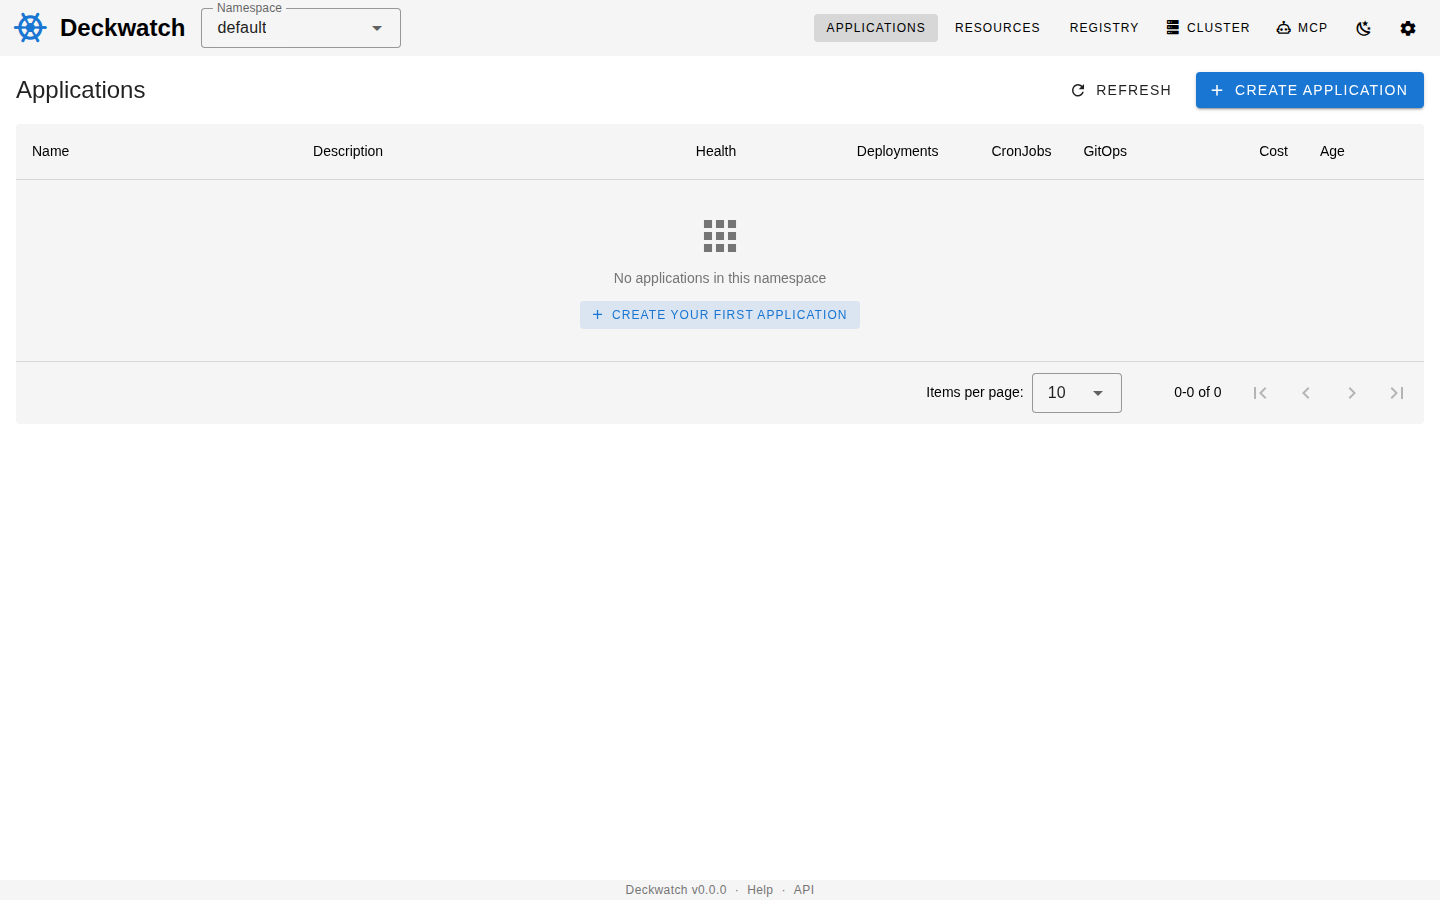 Deckwatch
Namespace
default
APPLICATIONS
RESOURCES
REGISTRY
CLUSTER
MCP
Applications
REFRESH
CREATE APPLICATION
Name
Description
Health
Deployments
CronJobs
GitOps
Cost
Age
No applications in this namespace
CREATE YOUR FIRST APPLICATION
Items per page:
10
0-0 of 0
Deckwatch v0.0.0 · Help · API